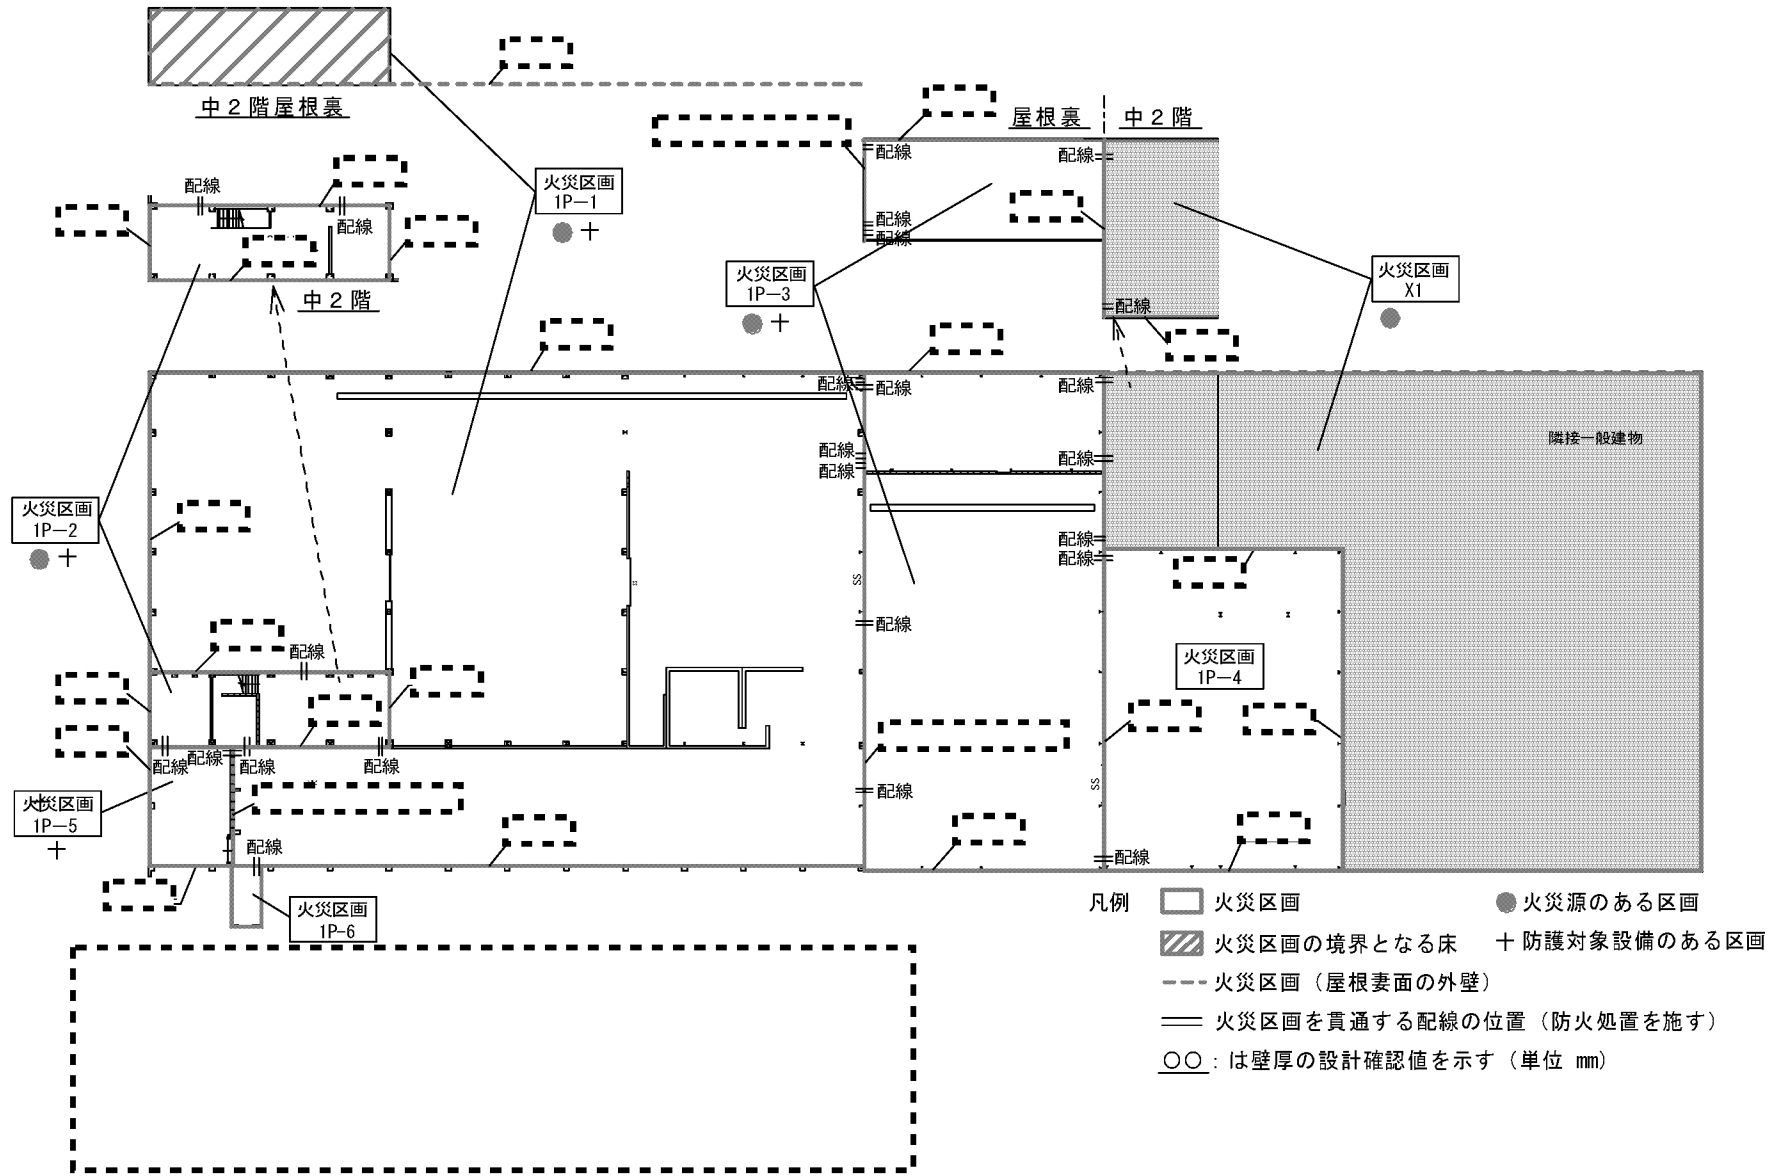 中２階屋根裏
屋根裏
中２階
配線
配線
配線
配線
配線
火災区画
1P－1
＋
配線
配線
中２階
火災区画
1P－3
＋
火災区画
X1
配線
配線
配線
配線
配線
配線
配線
隣接一般建物
火災区画
1P－2
＋
配線
配線
SS
配線
火災区画
1P－4
配線
配線
配線
配線
配線
SS
配線
火災区画
1P－5
＋
配線
配線
火災区画
1P-6
凡例
火災区画
火災源のある区画
火災区画の境界となる床
＋防護対象設備のある区画
火災区画（屋根妻面の外壁）
火災区画を貫通する配線の位置（防火処置を施す）
○○：は壁厚の設計確認値を示す（単位 mm）